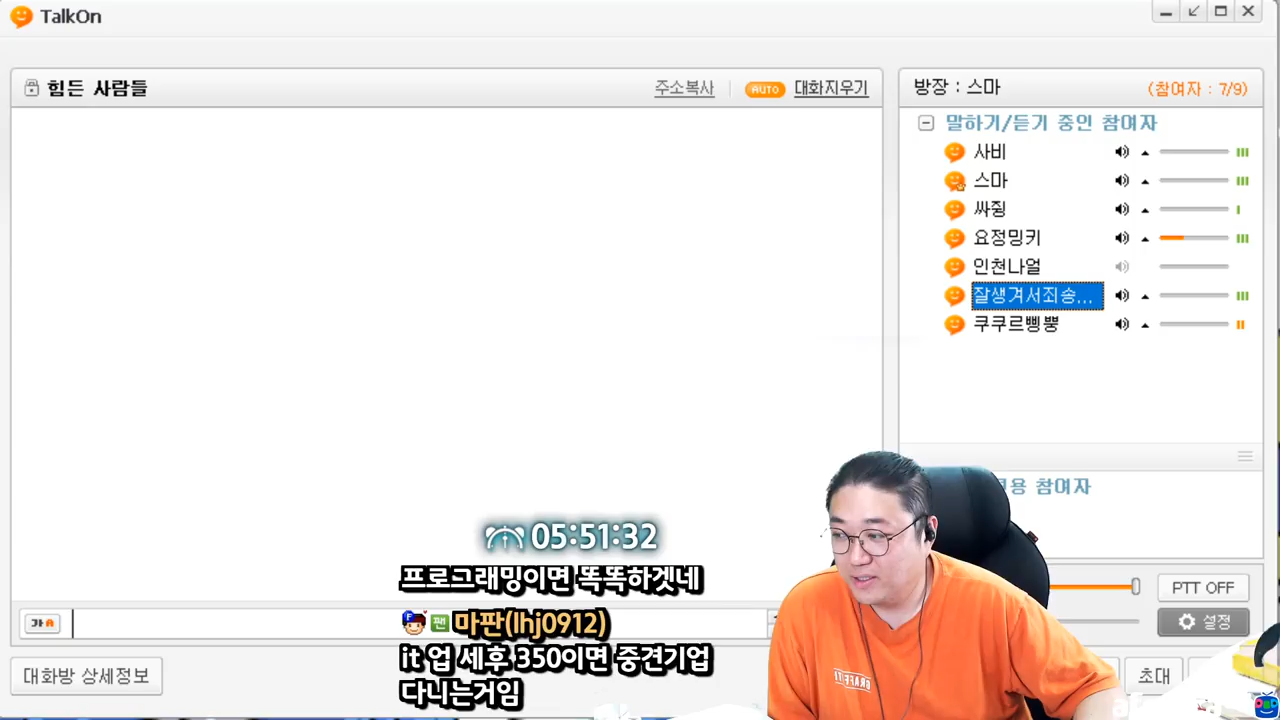 TalkOn
힘든 사람들
주소복사
AUTO 대화지우기
방장 : 스마
(참여자 : 7/9)
말하기/듣기 중인 참여자
사비
스마
싸줭
요정밍키
인천나얼
잘생겨서죄송...
쿠쿠르삥뽕
참여자
05:51:32
프로그래밍이면 똑똑하겠네
팬 마판(lhj0912)
it 업 세후 350이면 중견기업
다니는거임
가
PTT OFF
설정
대화방 상세정보
초대